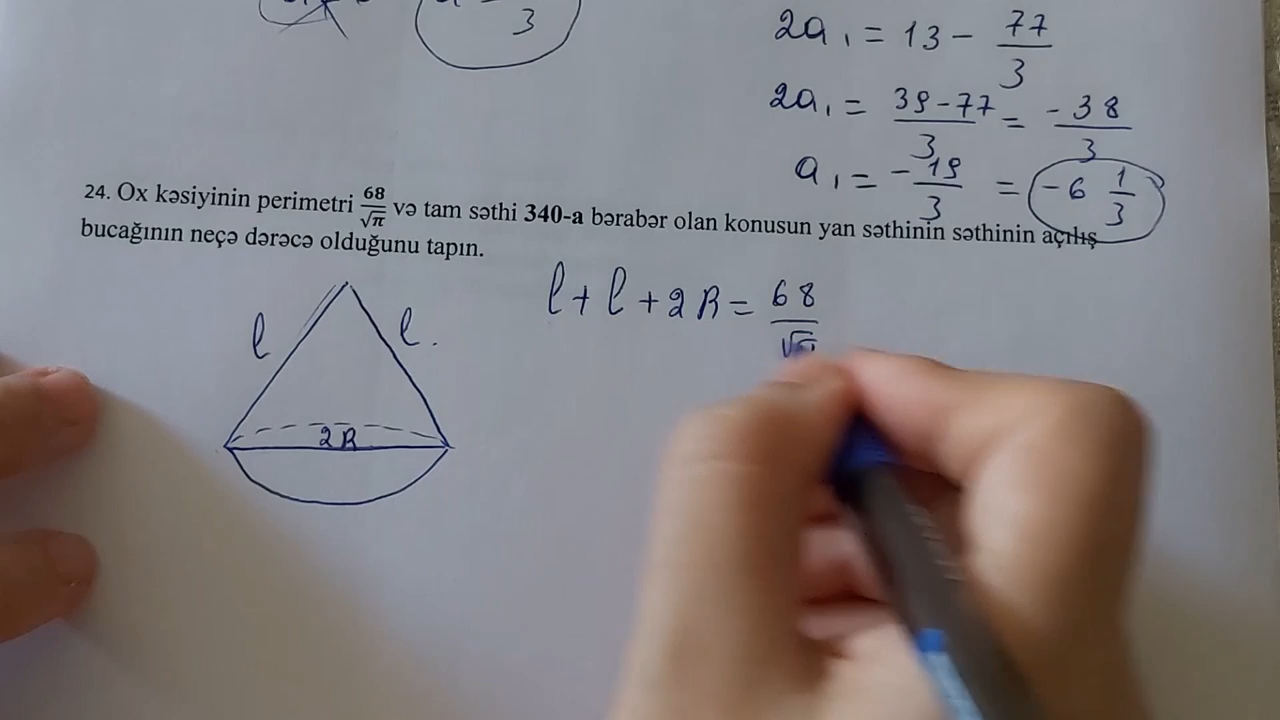 3
2a₁ = 13 - 77/3
2a₁ = 39-77/3 = -38/3
a₁ = -19/3 = -6 1/3
24. Ox kəsiyinin perimetri 68/√π və tam səthi 340-a bərabər olan konusun yan səthinin səthinin açılış
bucağının neçə dərəcə olduğunu tapın.
l + l + 2R = 68/√π
l l.
2R